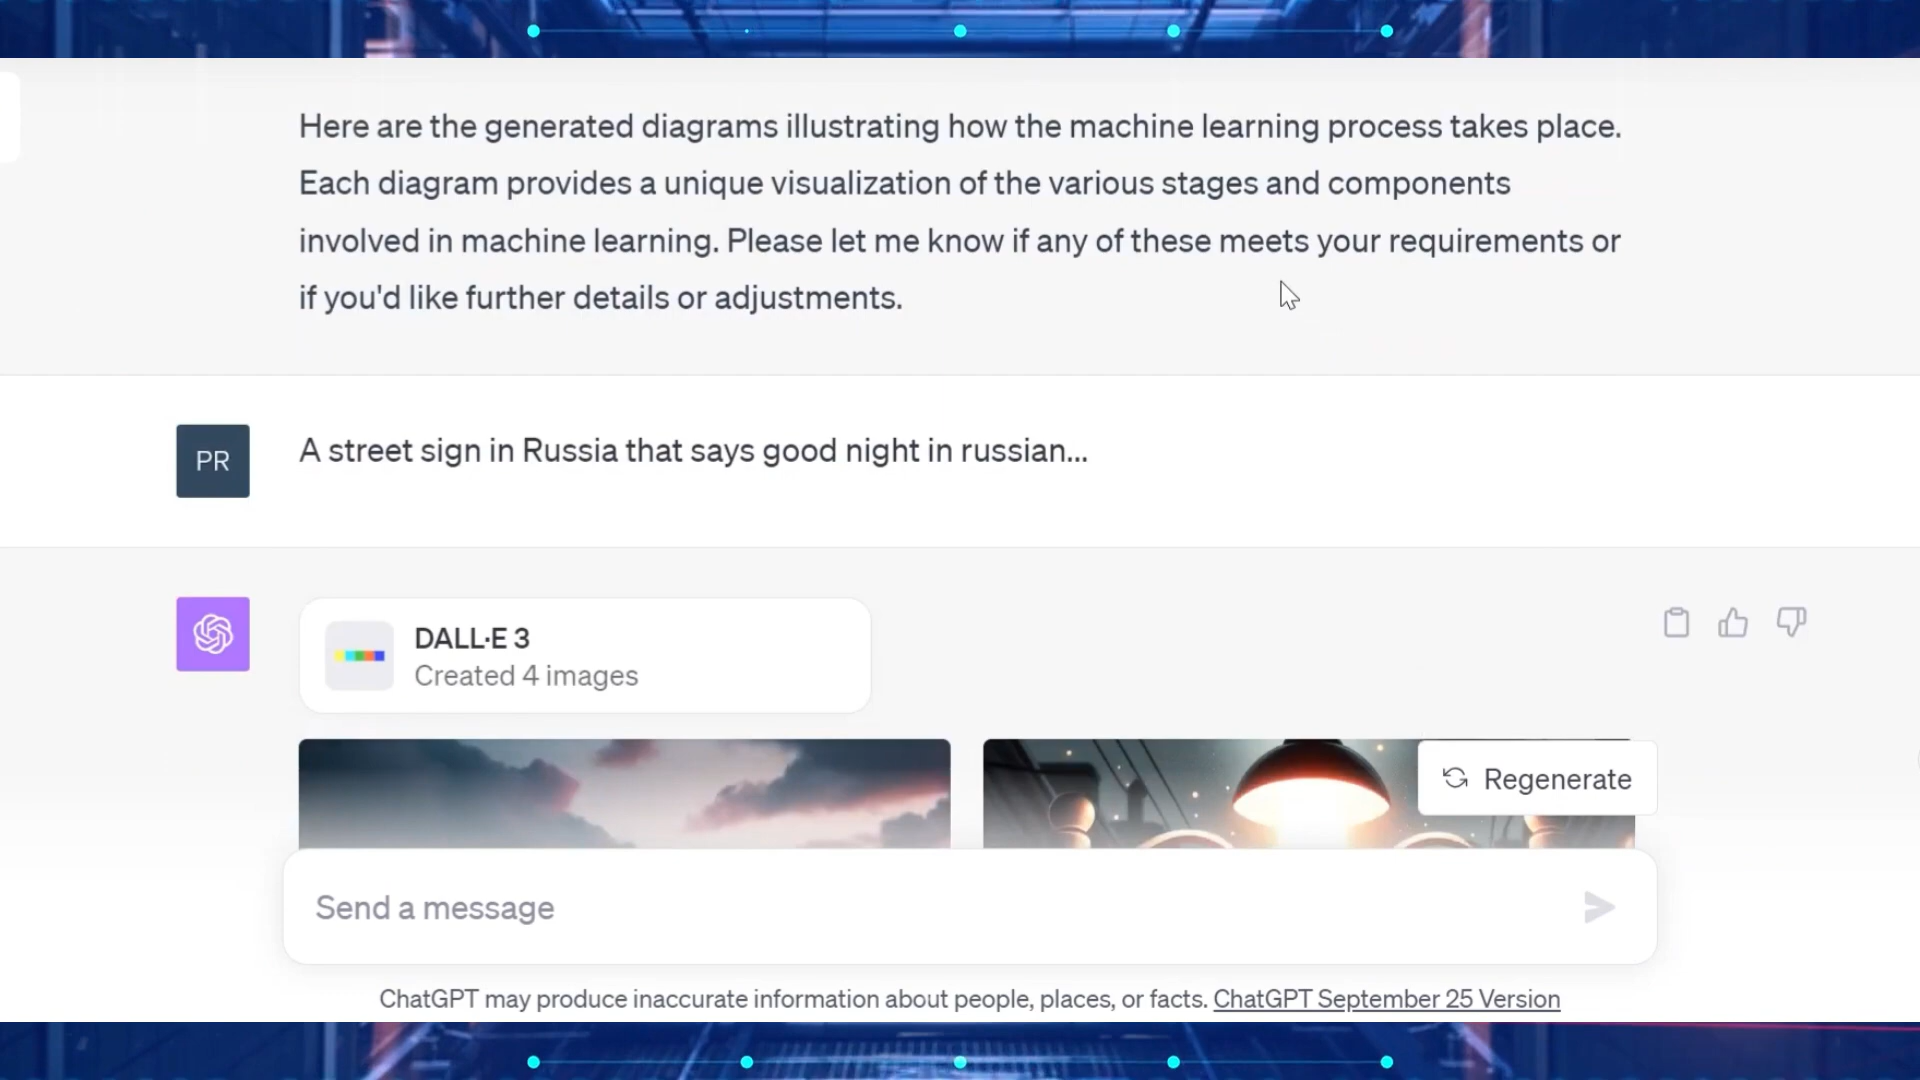 Here are the generated diagrams illustrating how the machine learning process takes place.
Each diagram provides a unique visualization of the various stages and components
involved in machine learning. Please let me know if any of these meets your requirements or
if you'd like further details or adjustments.
PR
A street sign in Russia that says good night in russian...
DALL·E 3
Created 4 images
Regenerate
Send a message
ChatGPT may produce inaccurate information about people, places, or facts. ChatGPT September 25 Version